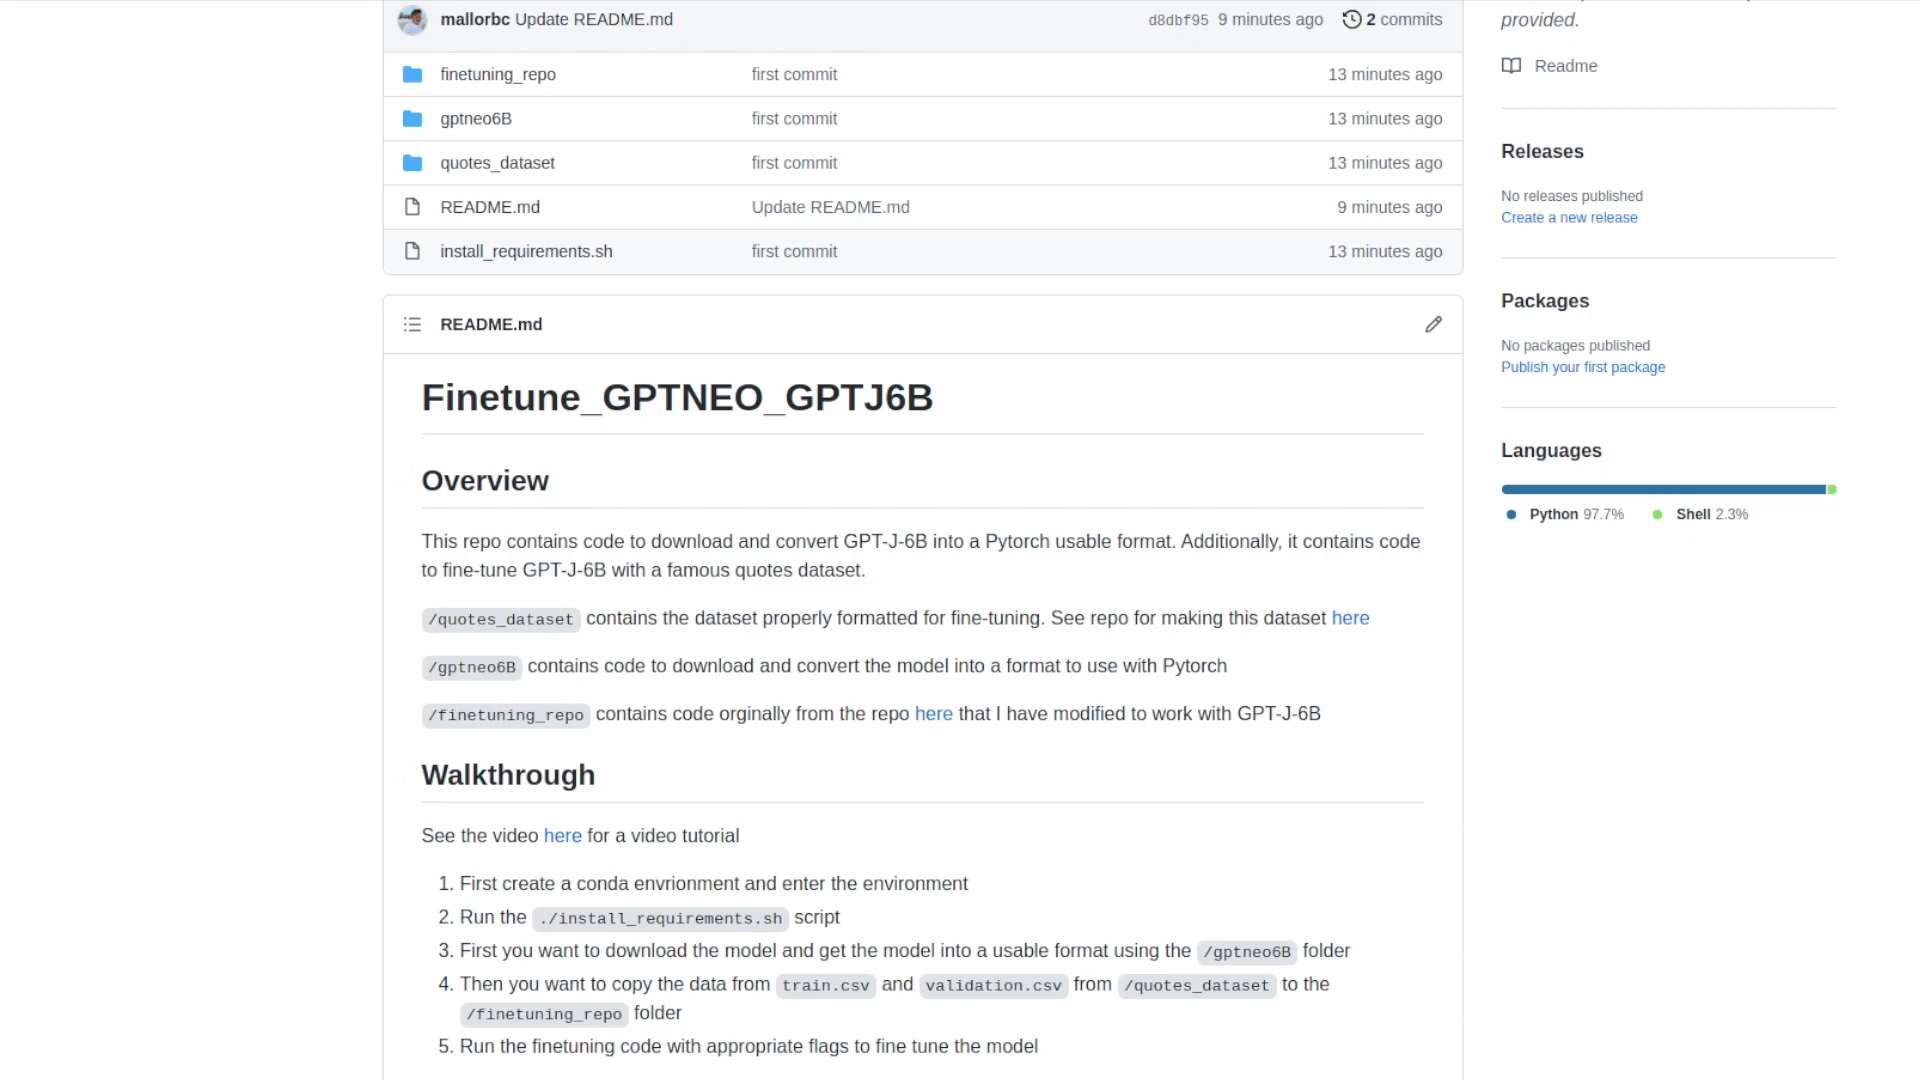 mallorbc Update README.md d8dbf95 9 minutes ago 2 commits
finetuning_repo first commit 13 minutes ago
gptneo6B first commit 13 minutes ago
quotes_dataset first commit 13 minutes ago
README.md Update README.md 9 minutes ago
install_requirements.sh first commit 13 minutes ago
README.md
Finetune_GPTNEO_GPTJ6B
Overview
This repo contains code to download and convert GPT-J-6B into a Pytorch usable format. Additionally, it contains code
to fine-tune GPT-J-6B with a famous quotes dataset.
/quotes_dataset contains the dataset properly formatted for fine-tuning. See repo for making this dataset here
/gptneo6B contains code to download and convert the model into a format to use with Pytorch
/finetuning_repo contains code orginally from the repo here that I have modified to work with GPT-J-6B
Walkthrough
See the video here for a video tutorial
1. First create a conda envrionment and enter the environment
2. Run the ./install_requirements.sh script
3. First you want to download the model and get the model into a usable format using the /gptneo6B folder
4. Then you want to copy the data from train.csv and validation.csv from /quotes_dataset to the
/finetuning_repo folder
5. Run the finetuning code with appropriate flags to fine tune the model
provided.
Readme
Releases
No releases published
Create a new release
Packages
No packages published
Publish your first package
Languages
Python 97.7% Shell 2.3%